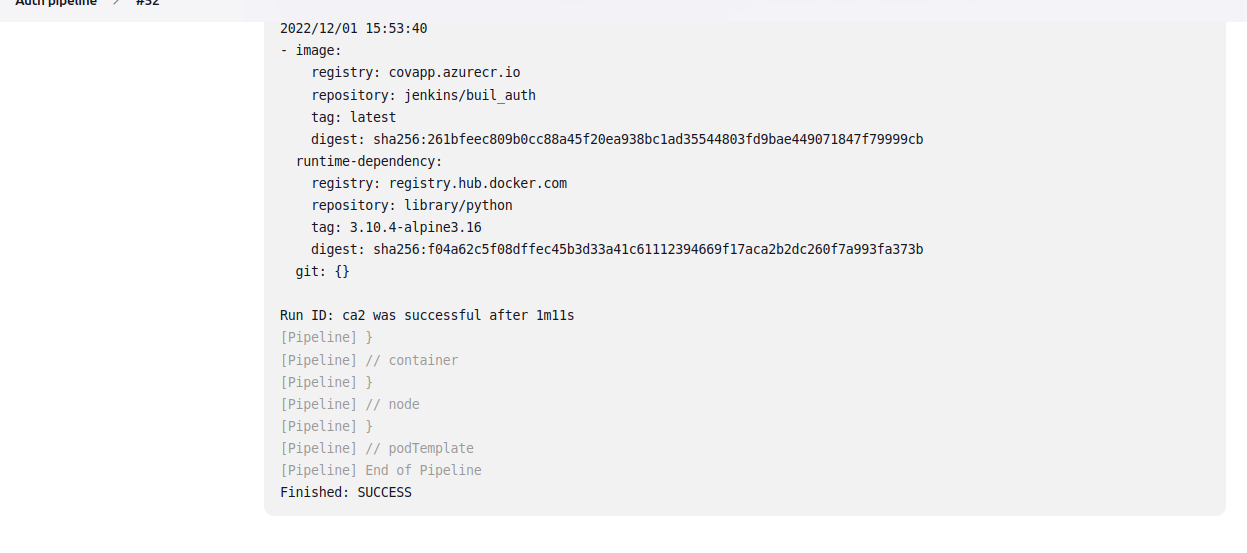 Auth pipeline > #32
2022/12/01 15:53:40
- image:
registry: covapp.azurecr.io
repository: jenkins/buil_auth
tag: latest
digest: sha256:261bfeec809b0cc88a45f20ea938bc1ad35544803fd9bae449071847f79999cb
runtime-dependency:
registry: registry.hub.docker.com
repository: library/python
tag: 3.10.4-alpine3.16
digest: sha256:f04a62c5f08dffec45b3d33a41c61112394669f17aca2b2dc260f7a993fa373b
git: {}
Run ID: ca2 was successful after 1m11s
[Pipeline] }
[Pipeline] // container
[Pipeline] }
[Pipeline] // node
[Pipeline] }
[Pipeline] // podTemplate
[Pipeline] End of Pipeline
Finished: SUCCESS